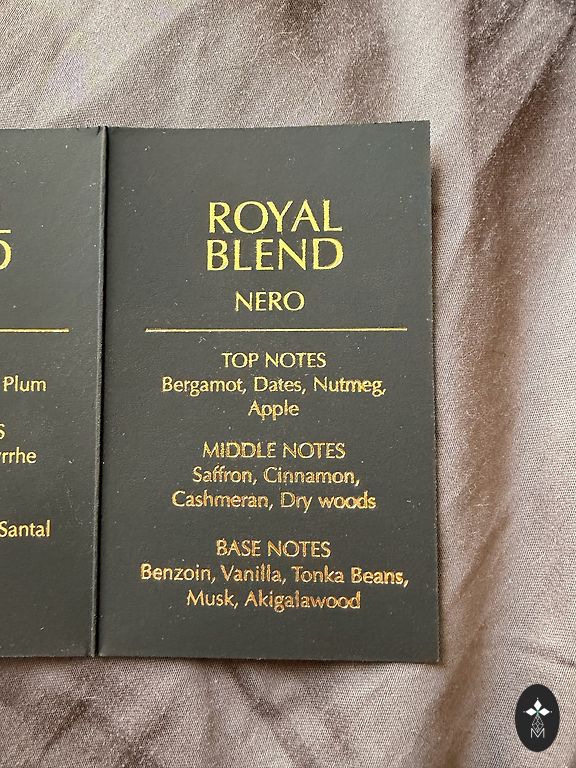 D
Plum
S
rrhe
Santal
ROYAL
BLEND
NERO
TOP NOTES
Bergamot, Dates, Nutmeg,
Apple
MIDDLE NOTES
Saffron, Cinnamon,
Cashmeran, Dry woods
BASE NOTES
Benzoin, Vanilla, Tonka Beans,
Musk, Akigalawood
M